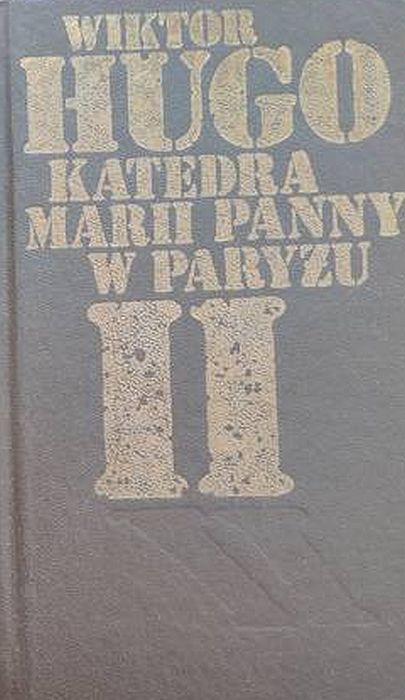 WIKTOR
HUGO
KATEDRA
MARII PANNY
W PARYZU
II